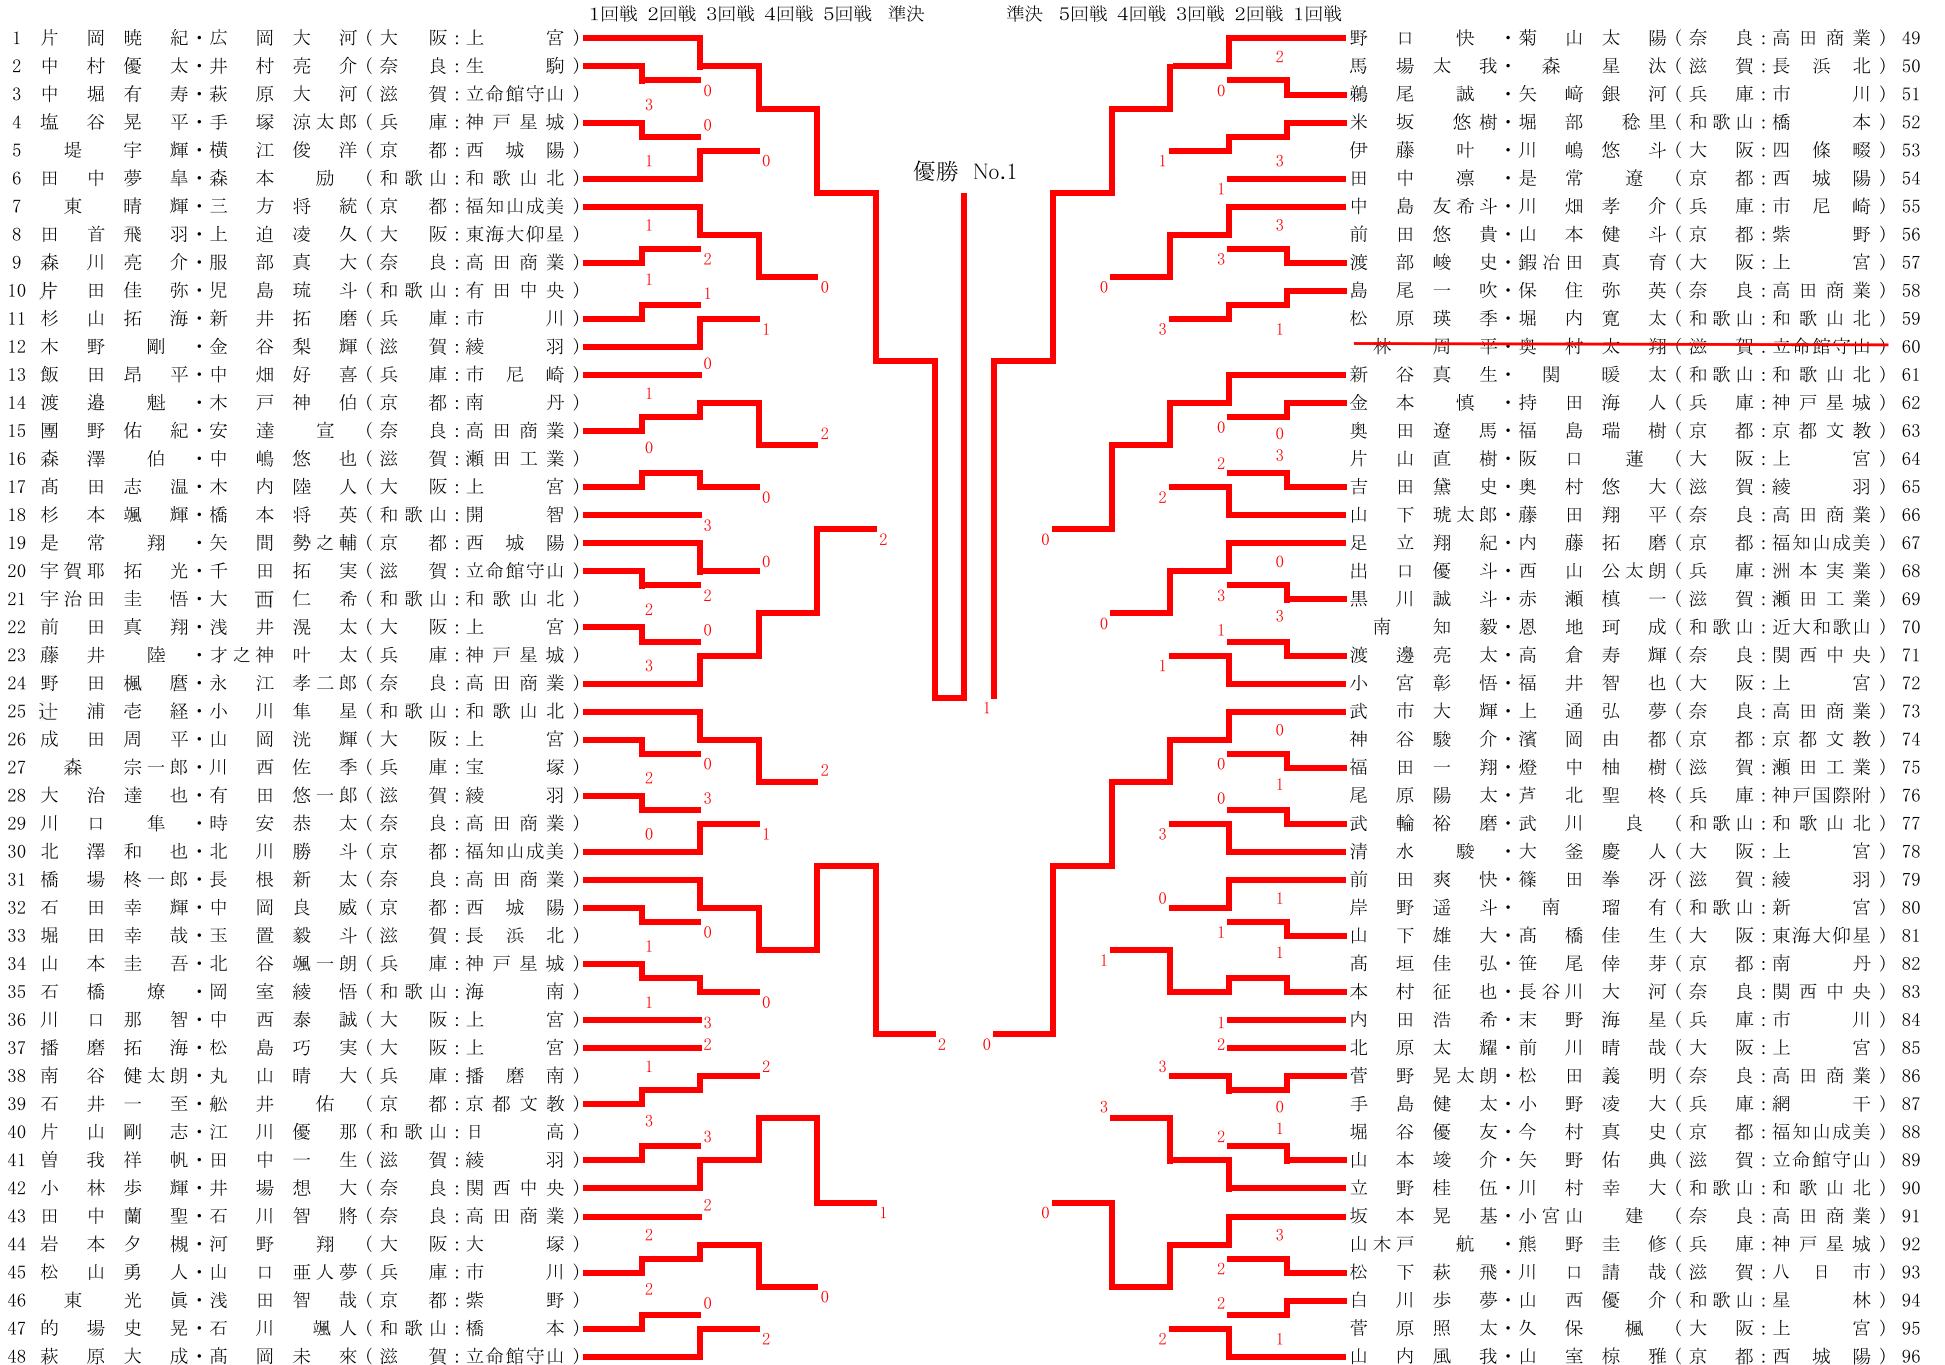 1回戦 2回戦 3回戦 4回戦 5回戦 準決 準決 5回戦 4回戦 3回戦 2回戦 1回戦
優勝 No.1
1 片岡暁紀・広岡大河(大阪:上宮)
2 中村優太・井村亮介(奈良:生駒)
3 中堀有寿・萩原大河(滋賀:立命館守山)
4 塩谷晃平・手塚涼太郎(兵庫:神戸星城)
5 堤宇輝・横江俊洋(京都:西城陽)
6 田中夢皐・森本励(和歌山:和歌山北)
7 東晴輝・三方将統(京都:福知山成美)
8 田首飛羽・上迫凌久(大阪:東海大仰星)
9 森川亮介・服部真大(奈良:高田商業)
10 片田佳弥・児島琉斗(和歌山:有田中央)
11 杉山拓海・新井拓磨(兵庫:市川)
12 木野剛・金谷梨輝(滋賀:綾羽)
13 飯田昂平・中畑好喜(兵庫:市尼崎)
14 渡邉魁・木戸神伯(京都:南丹)
15 團野佑紀・安達宣(奈良:高田商業)
16 森澤伯・中嶋悠也(滋賀:瀬田工業)
17 髙田志温・木内陸人(大阪:上宮)
18 杉本颯輝・橋本将英(和歌山:開智)
19 是常翔・矢間勢之輔(京都:西城陽)
20 宇賀耶拓光・千田拓実(滋賀:立命館守山)
21 宇治田圭悟・大西仁希(和歌山:和歌山北)
22 前田真翔・浅井滉太(大阪:上宮)
23 藤井陸・才之神叶太(兵庫:神戸星城)
24 野田楓麿・永江孝二郎(奈良:高田商業)
25 辻浦壱経・小川隼星(和歌山:和歌山北)
26 成田周平・山岡洸輝(大阪:上宮)
27 森宗一郎・川西佐季(兵庫:宝塚)
28 大治達也・有田悠一郎(滋賀:綾羽)
29 川口隼・時安恭太(奈良:高田商業)
30 北澤和也・北川勝斗(京都:福知山成美)
31 橋場柊一郎・長根新太(奈良:高田商業)
32 石田幸輝・中岡良威(京都:西城陽)
33 堀田幸哉・玉置毅斗(滋賀:長浜北)
34 山本圭吾・北谷颯一朗(兵庫:神戸星城)
35 石橋燎・岡室綾悟(和歌山:海南)
36 川口那智・中西泰誠(大阪:上宮)
37 播磨拓海・松島巧実(大阪:上宮)
38 南谷健太朗・丸山晴大(兵庫:播磨南)
39 石井一至・舩井佑(京都:京都文教)
40 片山剛志・江川優那(和歌山:日高)
41 曽我祥帆・田中一生(滋賀:綾羽)
42 小林歩輝・井場想大(奈良:関西中央)
43 田中蘭聖・石川智將(奈良:高田商業)
44 岩本夕槻・河野翔(大阪:大塚)
45 松山勇人・山口亜人夢(兵庫:市川)
46 東光眞・浅田智哉(京都:紫野)
47 的場史晃・石川颯人(和歌山:橋本)
48 萩原大成・髙岡未來(滋賀:立命館守山)
野口快・菊山太陽(奈良:高田商業) 49
馬場太我・森星汰(滋賀:長浜北) 50
鵜尾誠・矢﨑銀河(兵庫:市川) 51
米坂悠樹・堀部稔里(和歌山:橋本) 52
伊藤叶・川嶋悠斗(大阪:四條畷) 53
田中凛・是常遼(京都:西城陽) 54
中島友希斗・川畑孝介(兵庫:市尼崎) 55
前田悠貴・山本健斗(京都:紫野) 56
渡部峻史・鍜冶田真育(大阪:上宮) 57
島尾一吹・保住弥英(奈良:高田商業) 58
松原瑛季・堀内寛太(和歌山:和歌山北) 59
林周平・奥村太翔(滋賀:立命館守山) 60
新谷真生・関暖太(和歌山:和歌山北) 61
金本慎・持田海人(兵庫:神戸星城) 62
奥田遼馬・福島瑞樹(京都:京都文教) 63
片山直樹・阪口蓮(大阪:上宮) 64
吉田黛史・奥村悠大(滋賀:綾羽) 65
山下琥太郎・藤田翔平(奈良:高田商業) 66
足立翔紀・内藤拓磨(京都:福知山成美) 67
出口優斗・西山公太朗(兵庫:洲本実業) 68
黒川誠斗・赤瀬槙一(滋賀:瀬田工業) 69
南知毅・恩地珂成(和歌山:近大和歌山) 70
渡邊亮太・高倉寿輝(奈良:関西中央) 71
小宮彰悟・福井智也(大阪:上宮) 72
武市大輝・上通弘夢(奈良:高田商業) 73
神谷駿介・濱岡由都(京都:京都文教) 74
福田一翔・燈中柚樹(滋賀:瀬田工業) 75
尾原陽太・芦北聖柊(兵庫:神戸国際附) 76
武輪裕磨・武川良(和歌山:和歌山北) 77
清水駿・大釜慶人(大阪:上宮) 78
前田爽快・篠田拳冴(滋賀:綾羽) 79
岸野遥斗・南瑠有(和歌山:新宮) 80
山下雄大・髙橋佳生(大阪:東海大仰星) 81
髙垣佳弘・笹尾倖芽(京都:南丹) 82
本村征也・長谷川大河(奈良:関西中央) 83
内田浩希・末野海星(兵庫:市川) 84
北原太耀・前川晴哉(大阪:上宮) 85
菅野晃太朗・松田義明(奈良:高田商業) 86
手島健太・小野凌大(兵庫:網干) 87
堀谷優友・今村真史(京都:福知山成美) 88
山本竣介・矢野佑典(滋賀:立命館守山) 89
立野桂伍・川村幸大(和歌山:和歌山北) 90
坂本晃基・小宮山建(奈良:高田商業) 91
山木戸航・熊野圭修(兵庫:神戸星城) 92
松下萩飛・川口請哉(滋賀:八日市) 93
白川歩夢・山西優介(和歌山:星林) 94
菅原照太・久保楓(大阪:上宮) 95
山内風我・山室椋雅(京都:西城陽) 96